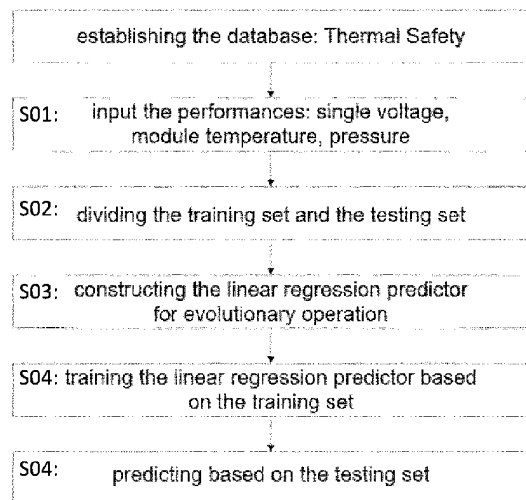 establishing the database: Thermal Safety
S01: input the performances: single voltage,
module temperature, pressure
S02: dividing the training set and the testing set
S03: constructing the linear regression predictor
for evolutionary operation
S04: training the linear regression predictor based
on the training set
S04: predicting based on the testing set